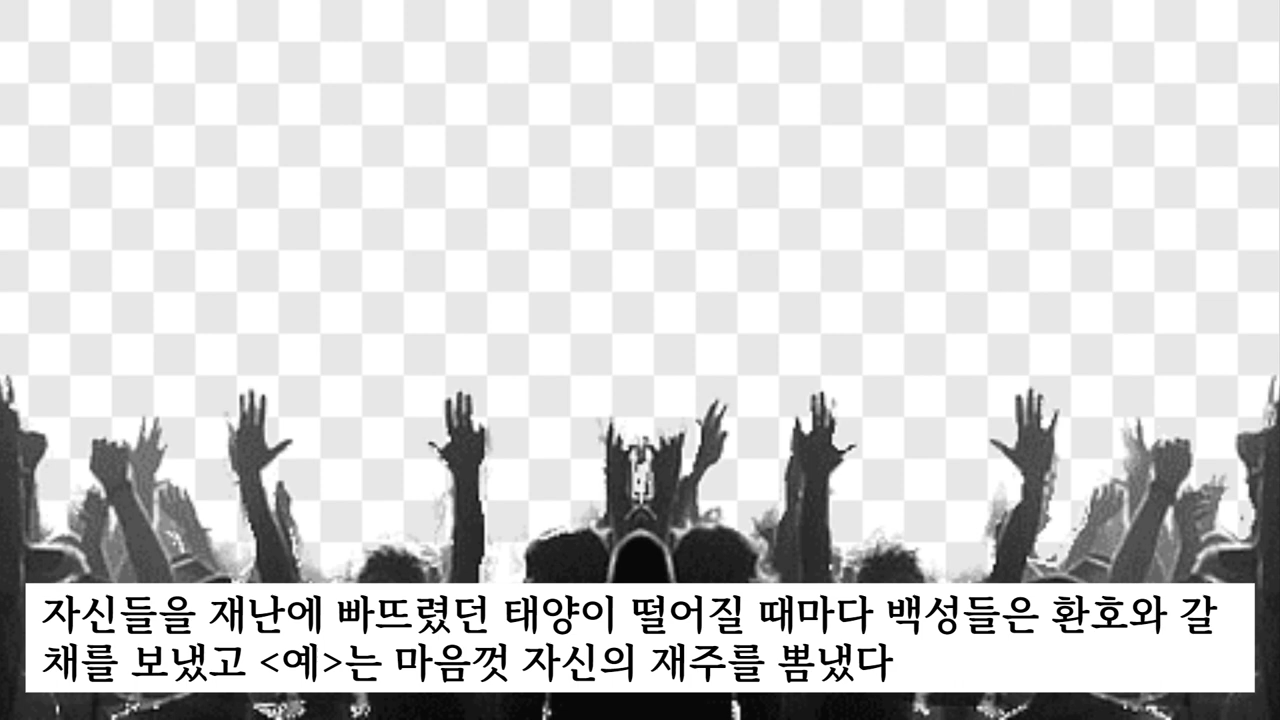 자신들을 재난에 빠뜨렸던 태양이 떨어질 때마다 백성들은 환호와 갈
채를 보냈고 <예>는 마음껏 자신의 재주를 뽐냈다